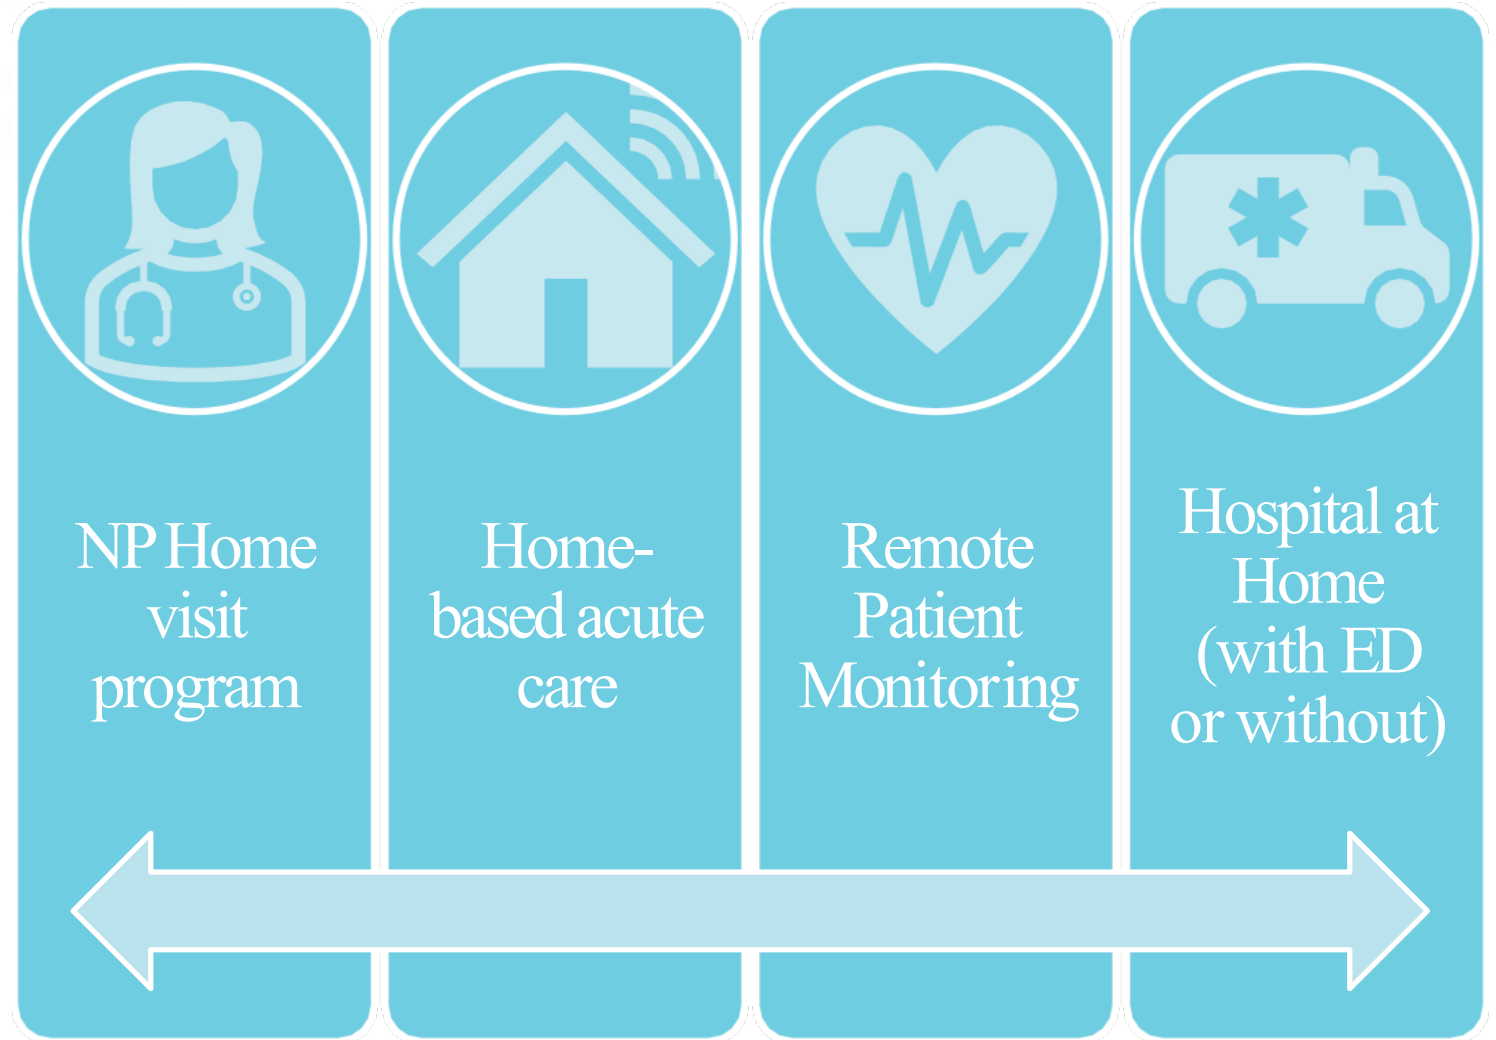 NP Home
visit
program
Home-
based acute
care
Remote
Patient
Monitoring
Hospital at
Home
(with ED
or without)